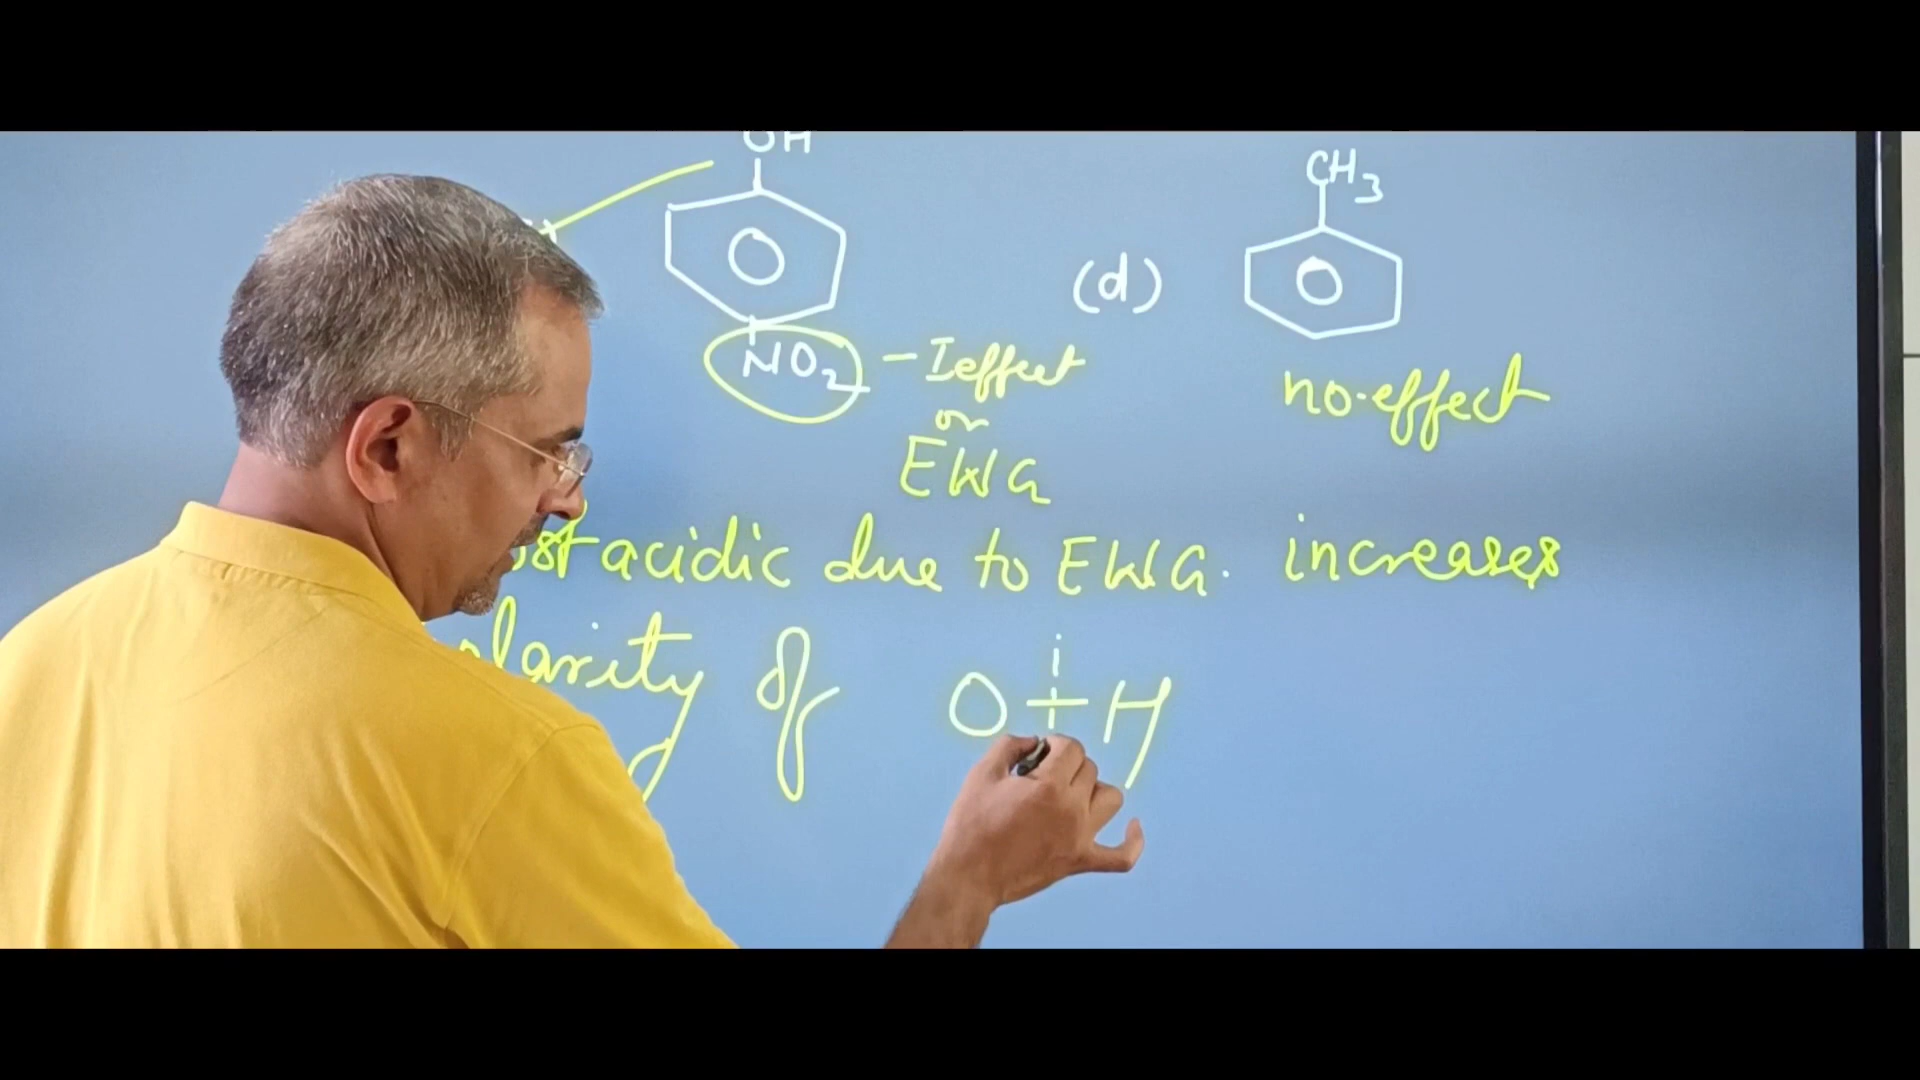 OH
CH3
(d)
NO2 - I effect
no-effect
or
EWG
acidic due to EWG. increases
of O H